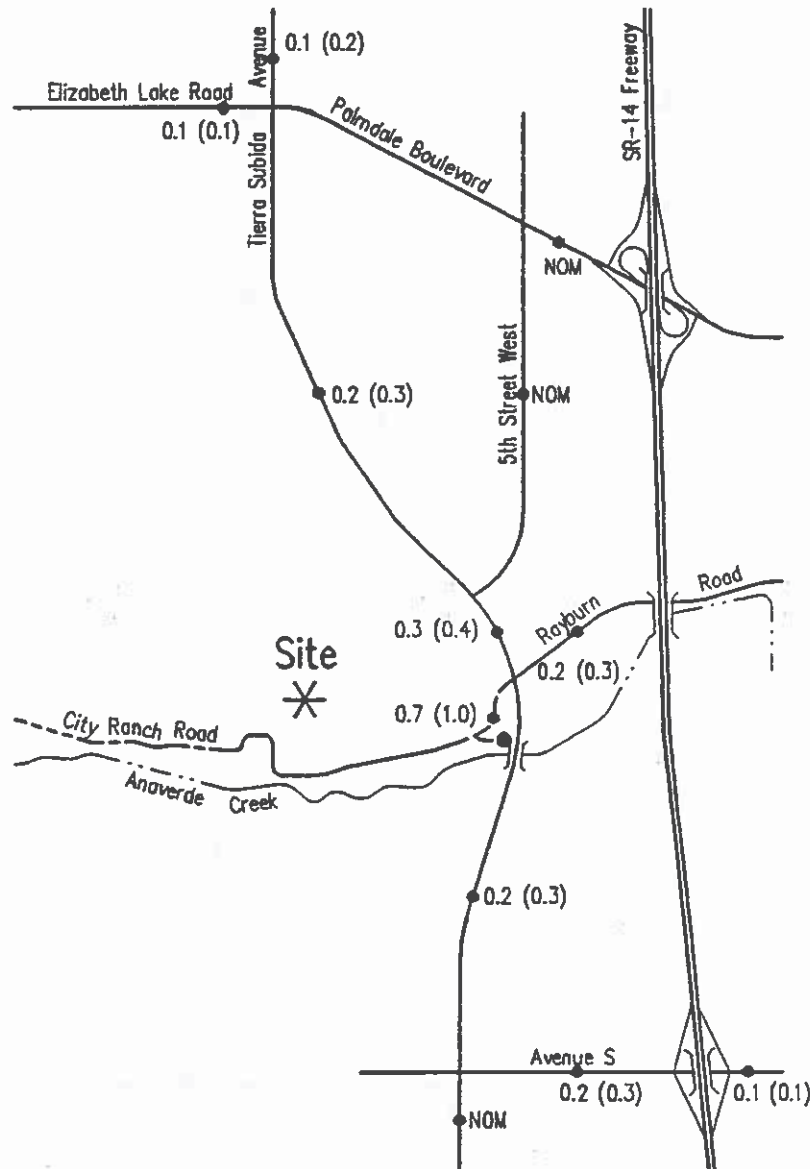 0.1 (0.2)
Avenue
SR-14 Freeway
Elizabeth Lake Road
0.1 (0.1)
Palmdale Boulevard
Tierra Subida
NOM
0.2 (0.3)
5th Street West
NOM
Rayburn
Road
0.3 (0.4)
0.2 (0.3)
Site
0.7 (1.0)
City Ranch Road
Anaverde
Creek
0.2 (0.3)
Avenue S
0.2 (0.3)
0.1 (0.1)
NOM